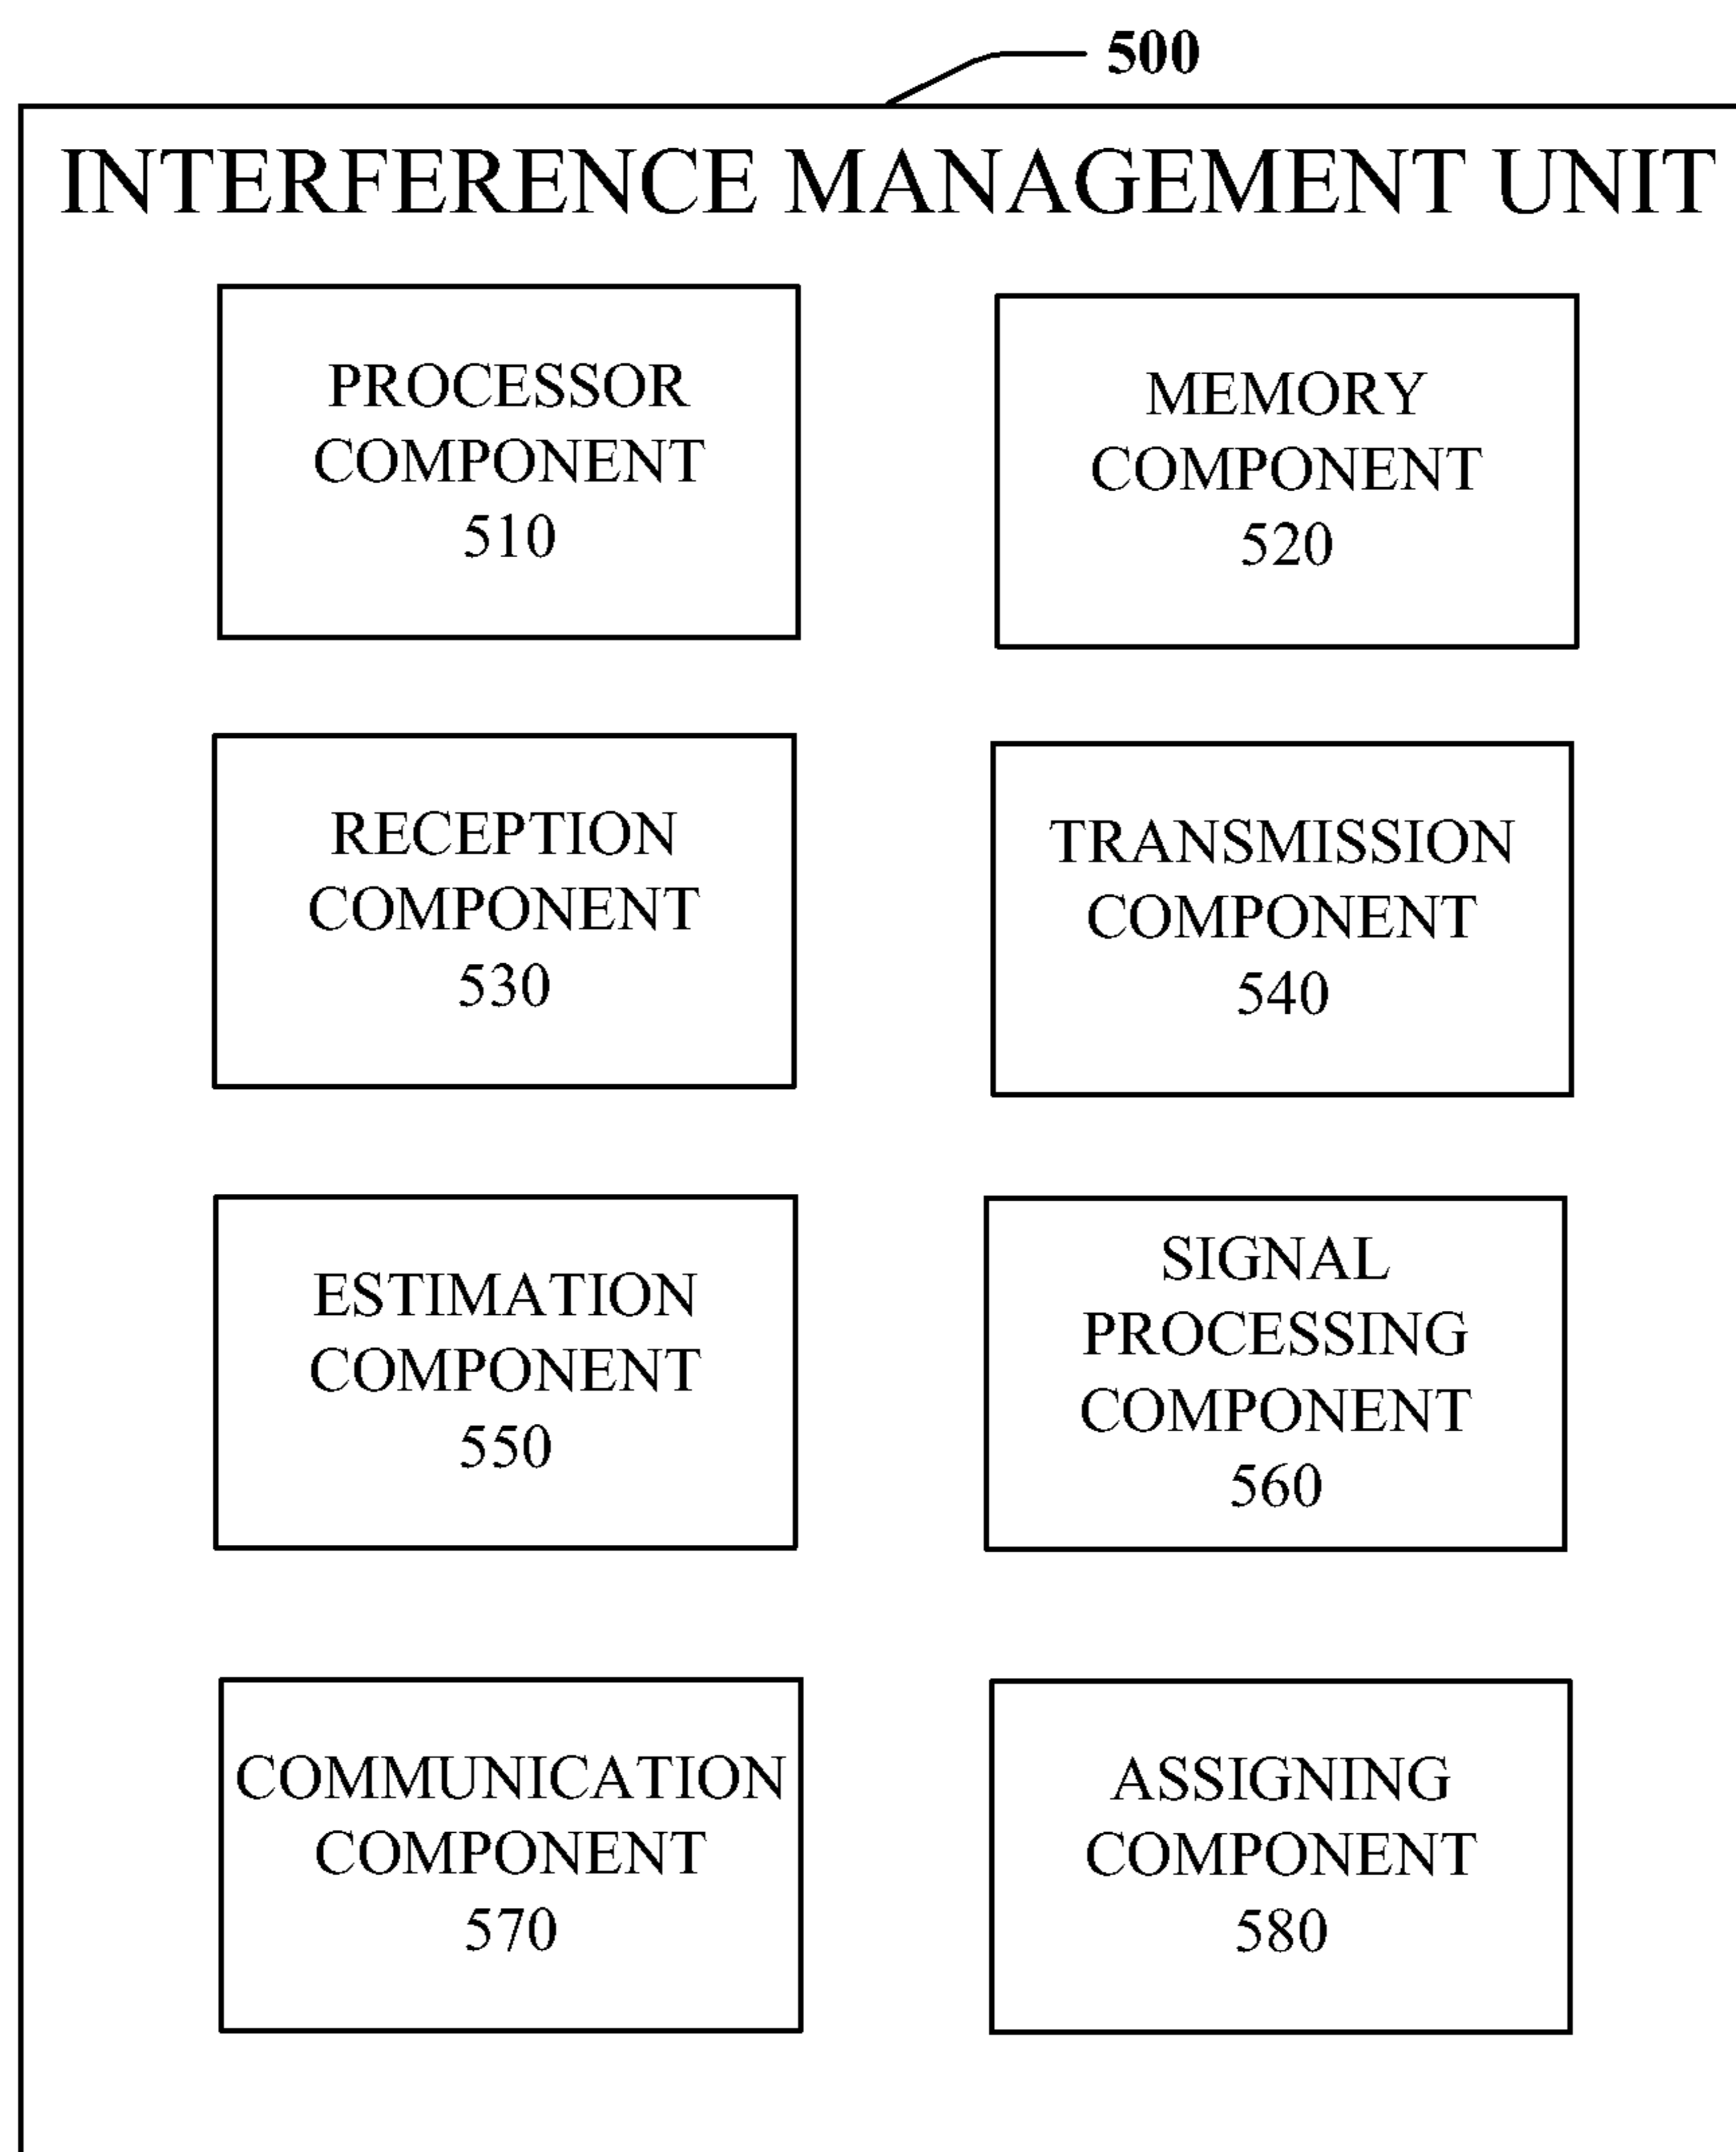 500
INTERFERENCE MANAGEMENT UNIT
PROCESSOR
COMPONENT
510
MEMORY
COMPONENT
520
RECEPTION
COMPONENT
530
TRANSMISSION
COMPONENT
540
ESTIMATION
COMPONENT
550
SIGNAL
PROCESSING
COMPONENT
560
COMMUNICATION
COMPONENT
570
ASSIGNING
COMPONENT
580